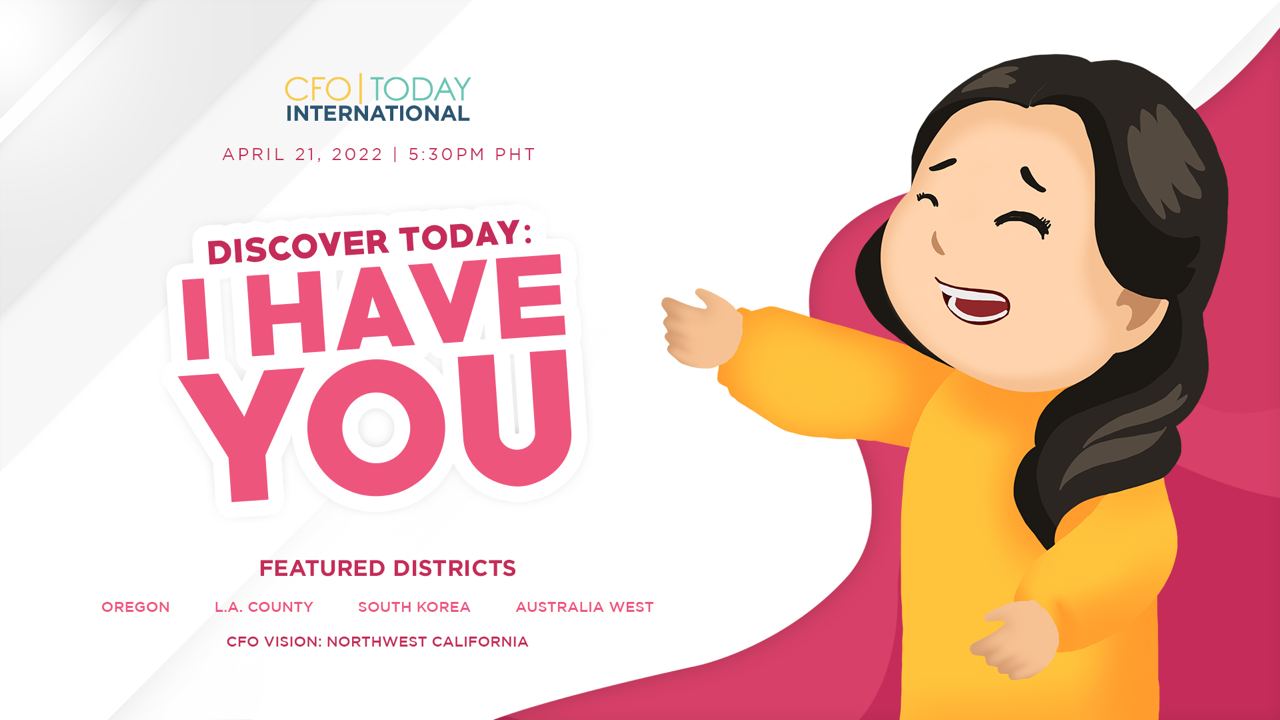 CFO|TODAY
INTERNATIONAL
APRIL 21, 2022 | 5:30PM PHT
DISCOVER TODAY:
I HAVE
YOU
FEATURED DISTRICTS
OREGON L.A. COUNTY SOUTH KOREA AUSTRALIA WEST
CFO VISION: NORTHWEST CALIFORNIA